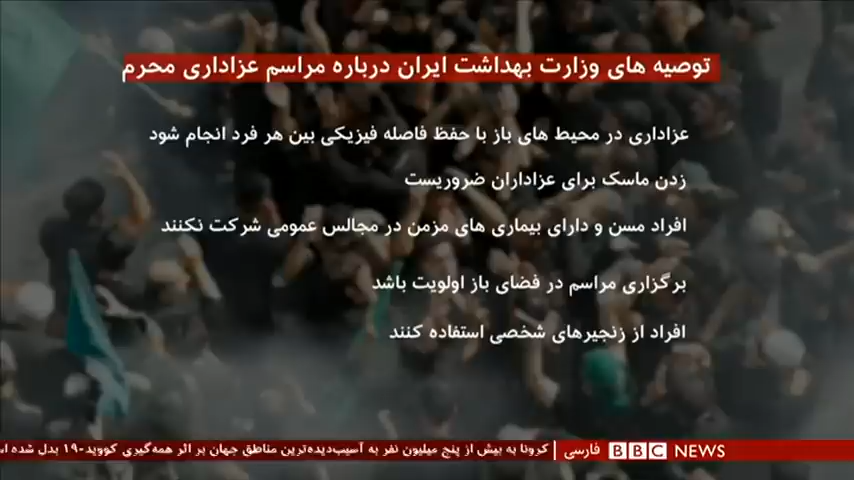 توصیه های وزارت بهداشت ایران درباره مراسم عزاداری محرم
عزاداری در محیط های باز با حفظ فاصله فیزیکی بین هر فرد انجام شود
زدن ماسک برای عزاداران ضروریست
افراد مسن و دارای بیماری های مزمن در مجالس عمومی شرکت نکنند
برگزاری مراسم در فضای باز اولویت باشد
افراد از زنجیرهای شخصی استفاده کنند
BBC NEWS فارسی
کرونا به بیش از پنج میلیون نفر به آسیب‌دیده‌ترین مناطق جهان بر اثر همه‌گیری کووید-۱۹ بدل شده